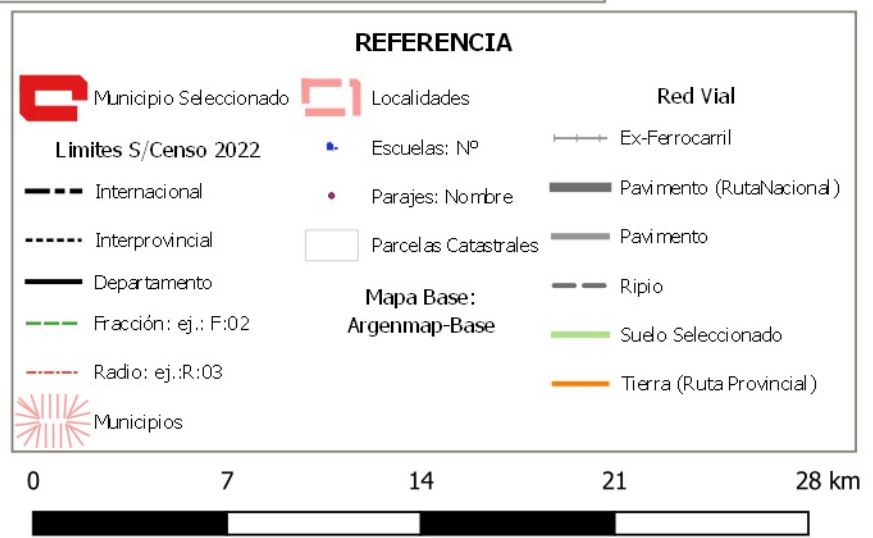 REFERENCIA
Municipio Seleccionado
Limites S/Censo 2022
Internacional
Interprovincial
Departamento
Fracción: ej.: F:02
Radio: ej.:R:03
Municipios
Localidades
Escuelas: Nº
Parajes: Nombre
Parcelas Catastrales
Mapa Base:
Argenmap-Base
Red Vial
Ex-Ferrocarril
Pavimento (RutaNacional)
Pavimento
Ripio
Suelo Seleccionado
Tierra (Ruta Provincial)
0 7 14 21 28 km